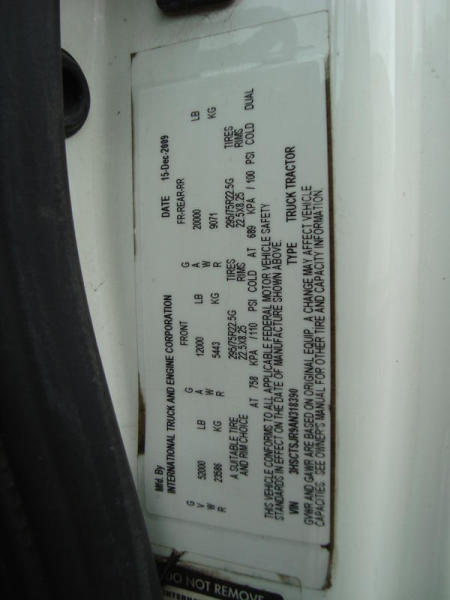 Mfd. By DATE
INTERNATIONAL TRUCK AND ENGINE CORPORATION 15-Dec-2009
G G FRONT G FR-REAR-RR
V 52000 LB A 12000 LB A 20000 LB
W 23586 KG W 5443 KG W 9071 KG
R R R
A SUITABLE TIRE 295/75R22.5G TIRES 295/75R22.5G TIRES
AND RIM CHOICE 22.5X8.25 RIMS 22.5X8.25 RIMS
AT 758 KPA /110 PSI COLD AT 689 KPA / 100 PSI COLD DUAL
THIS VEHICLE CONFORMS TO ALL APPLICABLE FEDERAL MOTOR VEHICLE SAFETY
STANDARDS IN EFFECT ON THE DATE OF MANUFACTURE SHOWN ABOVE.
VIN 3HSCTSJR9AN318390 TYPE TRUCK TRACTOR
GVWR AND GAWR ARE BASED ON ORIGINAL EQUIP. A CHANGE MAY AFFECT VEHICLE
CAPACITIES. SEE OWNER'S MANUAL FOR OTHER TIRE AND CAPACITY INFORMATION.
DO NOT REMOVE